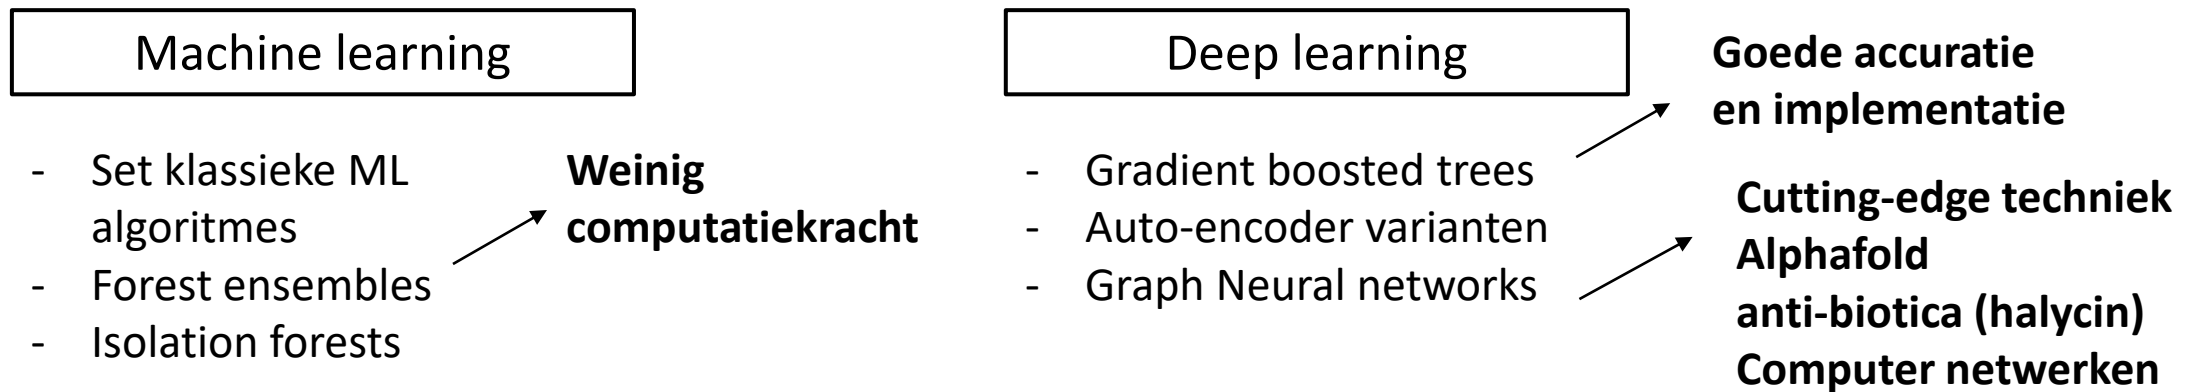 Machine learning
- Set klassieke ML
algoritmes
- Forest ensembles
- Isolation forests
Weinig
computatiekracht
Deep learning
- Gradient boosted trees
- Auto-encoder varianten
- Graph Neural networks
Goede accuratie
en implementatie
Cutting-edge techniek
Alphafold
anti-biotica (halycin)
Computer netwerken